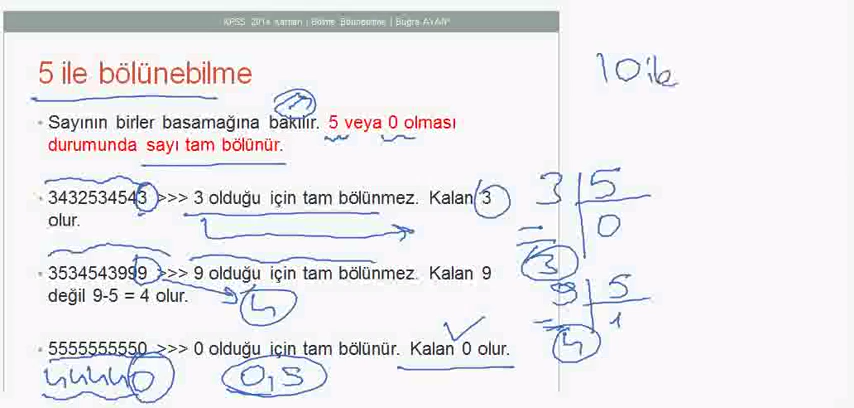 KPSS 2014 Uzman | Bölme Bölünebilme | Buğra AYAN
5 ile bölünebilme
10 ile
• Sayının birler basamağına bakılır. 5 veya 0 olması
durumunda sayı tam bölünür.
• 3432534543 >>> 3 olduğu için tam bölünmez. Kalan 3
olur.
3 5
0
3
• 3534543999 >>> 9 olduğu için tam bölünmez. Kalan 9
değil 9-5 = 4 olur.
4
9 5
1
4
• 5555555550 >>> 0 olduğu için tam bölünür. Kalan 0 olur.
44440
0,5